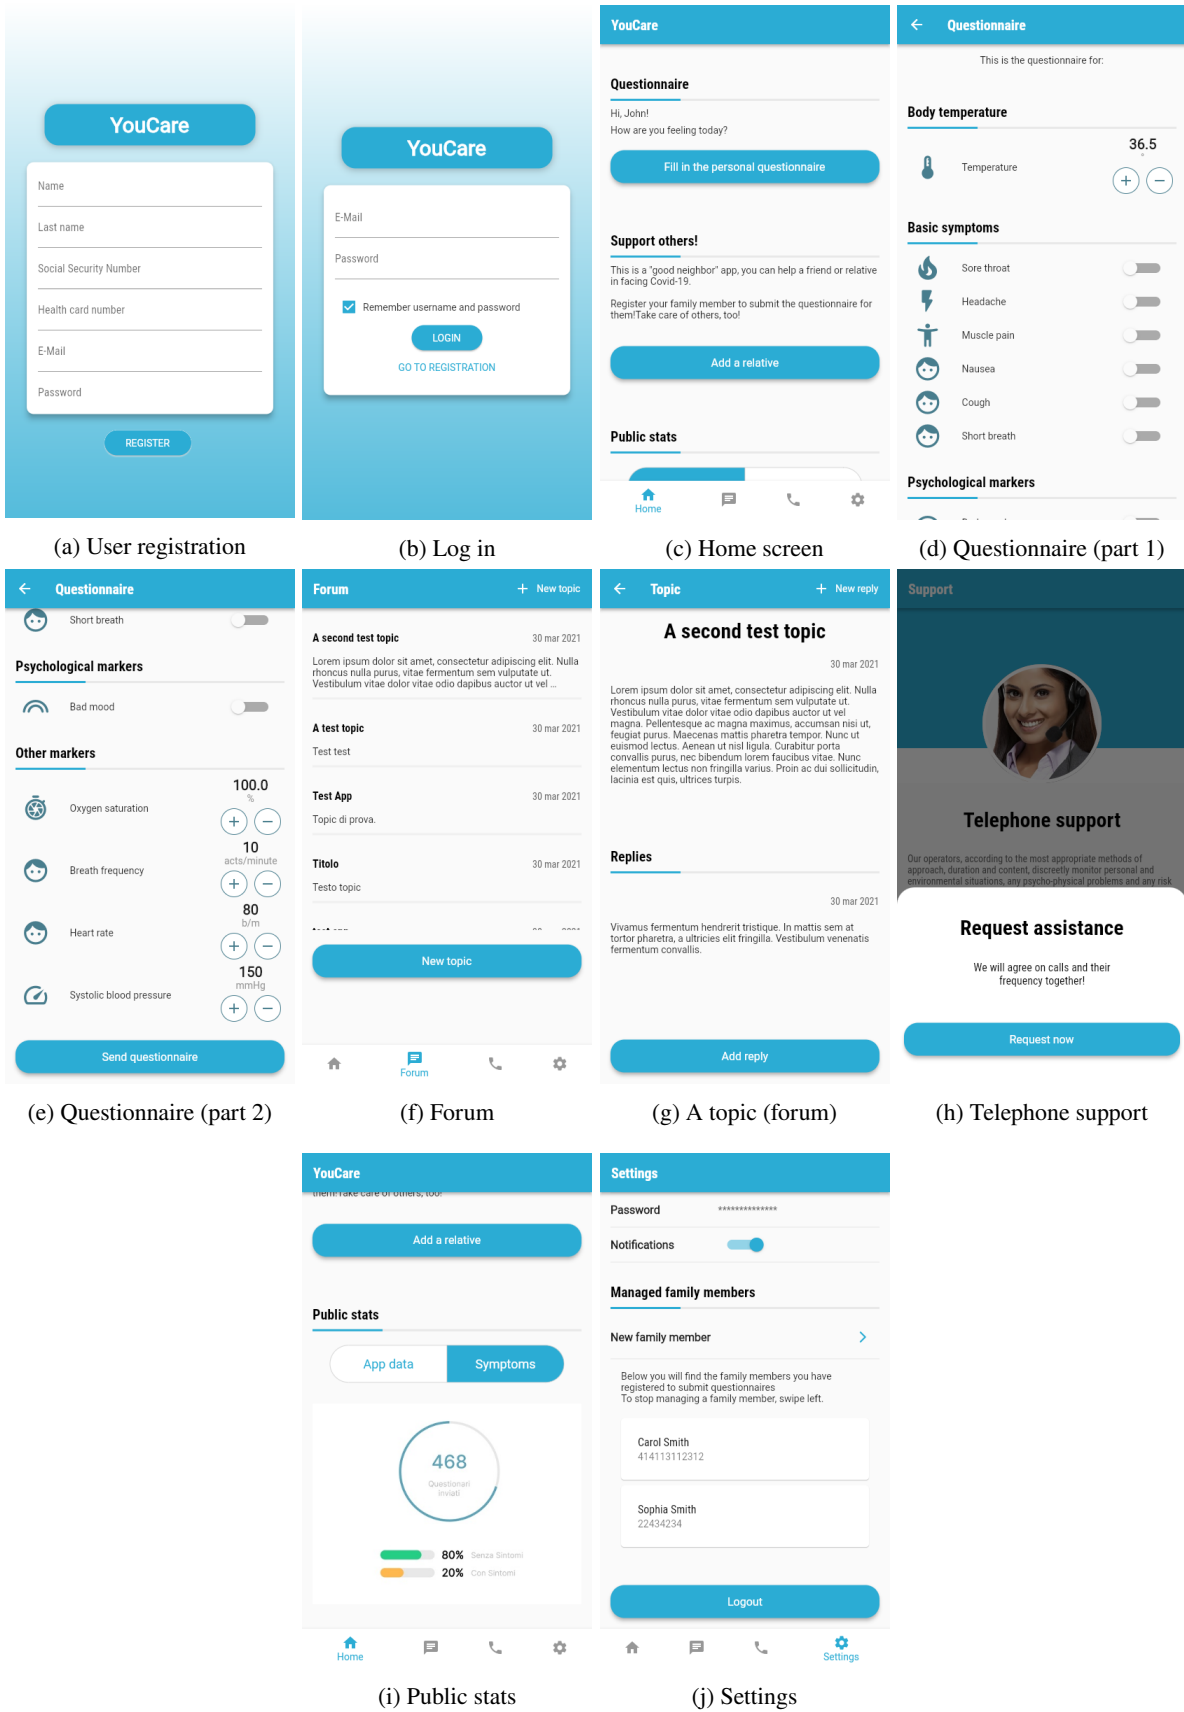 YouCare
Name
Last name
Social Security Number
Health card number
E-Mail
Password
REGISTER
(a) User registration
YouCare
E-Mail
Password
Remember username and password
LOGIN
GO TO REGISTRATION
(b) Log in
YouCare
Questionnaire
Hi, John!
How are you feeling today?
Fill in the personal questionnaire
Support others!
This is a "good neighbor" app, you can help a friend or relative
in facing Covid-19.
Register your family member to submit the questionnaire for
them!Take care of others, too!
Add a relative
Public stats
Home
(c) Home screen
Questionnaire
This is the questionnaire for:
Body temperature
36.5
°
Temperature
+ −
Basic symptoms
Sore throat
Headache
Muscle pain
Nausea
Cough
Short breath
Psychological markers
(d) Questionnaire (part 1)
Questionnaire
Short breath
Psychological markers
Bad mood
Other markers
100.0
%
Oxygen saturation
+ −
10
acts/minute
Breath frequency
+ −
80
b/m
Heart rate
+ −
150
mmHg
Systolic blood pressure
+ −
Send questionnaire
(e) Questionnaire (part 2)
Forum + New topic
A second test topic 30 mar 2021
Lorem ipsum dolor sit amet, consectetur adipiscing elit. Nulla
rhoncus nulla purus, vitae fermentum sem vulputate ut.
Vestibulum vitae dolor vitae odio dapibus auctor ut vel ...
A test topic 30 mar 2021
Test test
Test App 30 mar 2021
Topic di prova.
Titolo 30 mar 2021
Testo topic
New topic
Forum
(f) Forum
Topic + New reply
A second test topic
30 mar 2021
Lorem ipsum dolor sit amet, consectetur adipiscing elit. Nulla
rhoncus nulla purus, vitae fermentum sem vulputate ut.
Vestibulum vitae dolor vitae odio dapibus auctor ut vel
magna. Pellentesque ac magna maximus, accumsan nisi ut,
feugiat purus. Maecenas mattis pharetra tempor. Nunc ut
euismod lectus. Aenean ut nisl ligula. Curabitur porta
convallis purus, nec bibendum lorem faucibus vitae. Nunc
elementum lectus non fringilla varius. Proin ac dui sollicitudin,
lacinia est quis, ultrices turpis.
Replies
30 mar 2021
Vivamus fermentum hendrerit tristique. In mattis sem at
tortor pharetra, a ultricies elit fringilla. Vestibulum venenatis
fermentum convallis.
Add reply
(g) A topic (forum)
Support
Telephone support
Our operators, according to the most appropriate methods of
approach, duration and content, discreetly monitor personal and
environmental situations, any psycho-physical problems and any risk
Request assistance
We will agree on calls and their
frequency together!
Request now
(h) Telephone support
YouCare
them!Take care of others, too!
Add a relative
Public stats
App data Symptoms
468
Questionari
inviati
80% Senza Sintomi
20% Con Sintomi
Home
(i) Public stats
Settings
Password **************
Notifications
Managed family members
New family member
Below you will find the family members you have
registered to submit questionnaires
To stop managing a family member, swipe left.
Carol Smith
414113112312
Sophia Smith
22434234
Logout
Settings
(j) Settings